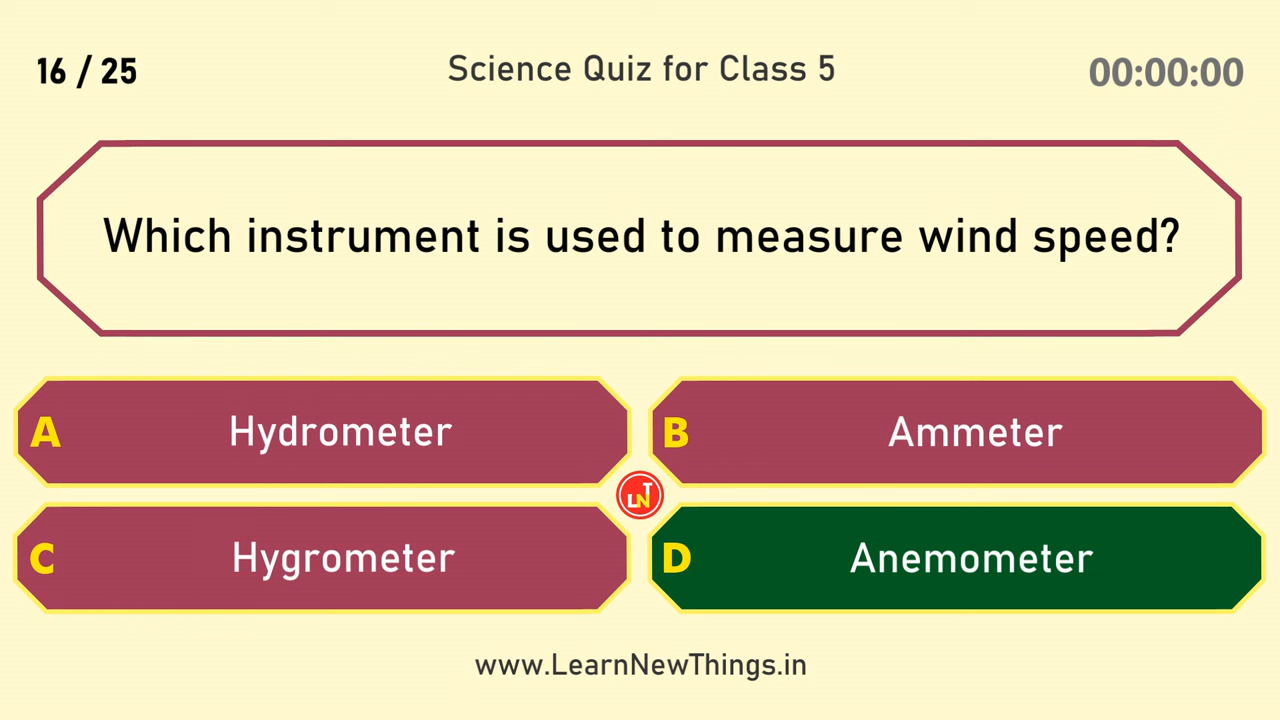 16 / 25
Science Quiz for Class 5
00:00:00
Which instrument is used to measure wind speed?
A Hydrometer
B Ammeter
LNT
C Hygrometer
D Anemometer
www.LearnNewThings.in